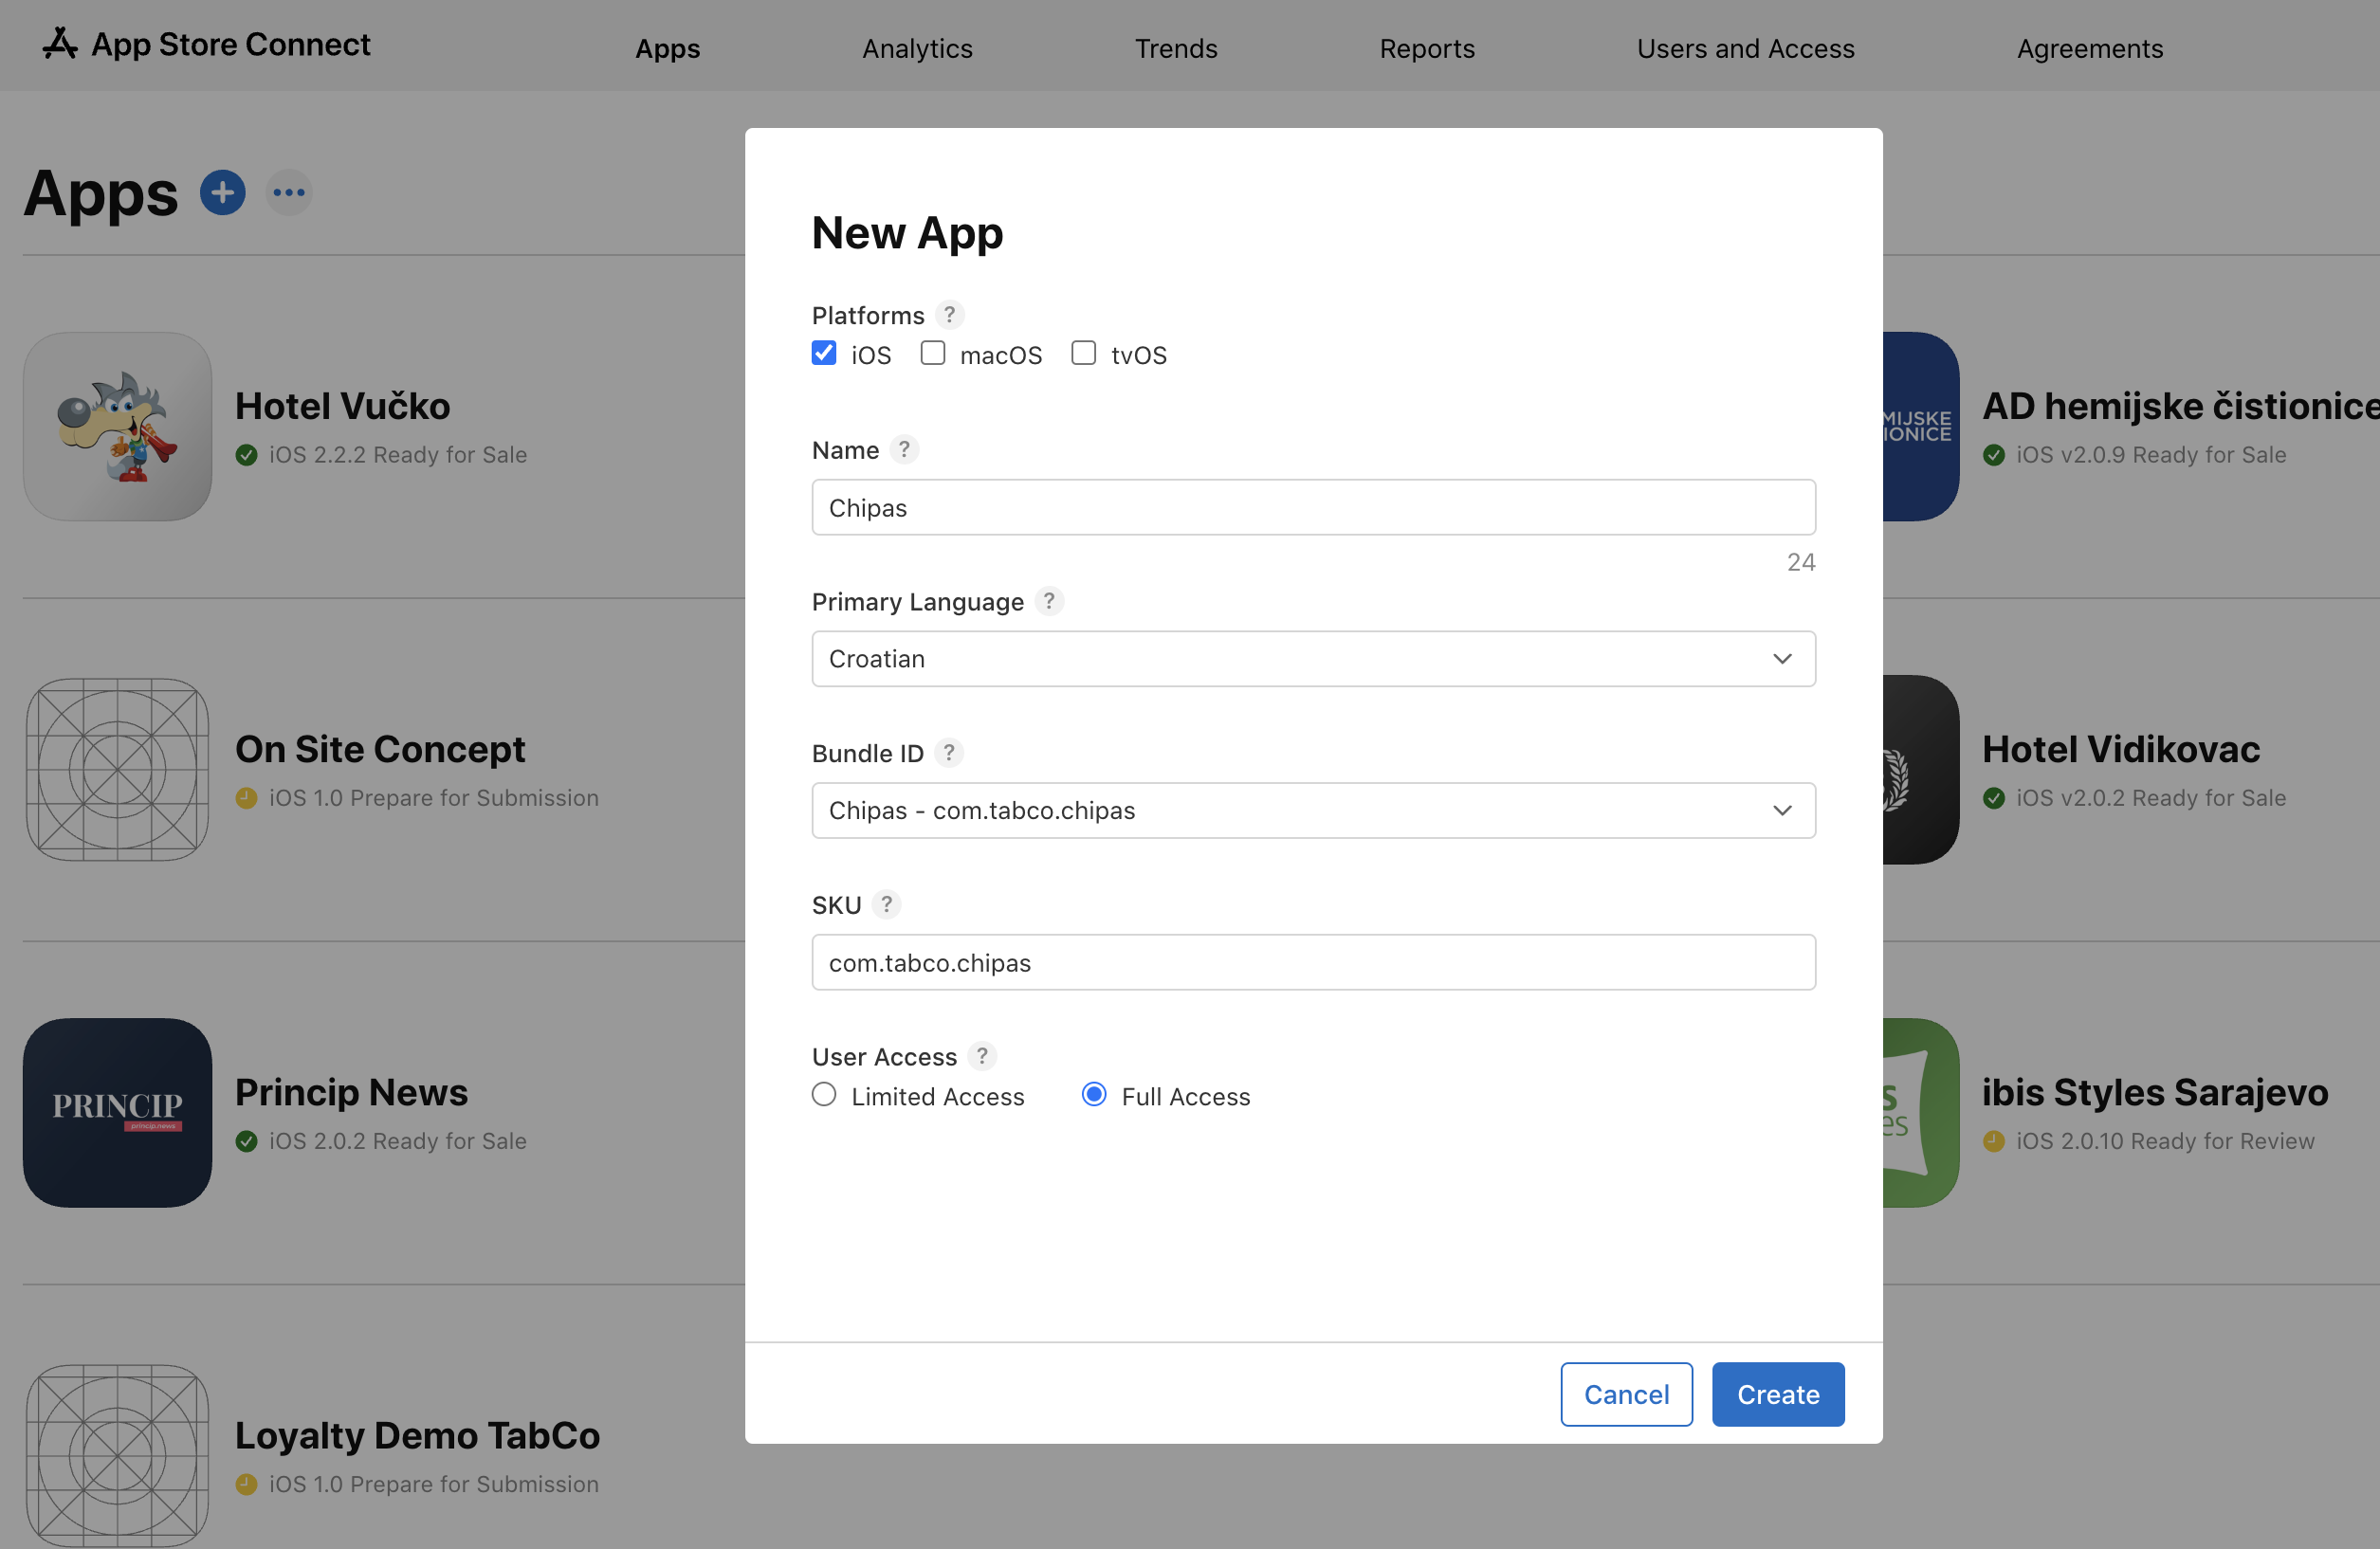 App Store Connect
Apps
Analytics
Trends
Reports
Users and Access
Agreements
Apps
Hotel Vučko
iOS 2.2.2 Ready for Sale
On Site Concept
iOS 1.0 Prepare for Submission
PRINCIP
princip.news
Princip News
iOS 2.0.2 Ready for Sale
Loyalty Demo TabCo
iOS 1.0 Prepare for Submission
New App
Platforms ?
iOS
macOS
tvOS
Name ?
Chipas
24
Primary Language ?
Croatian
Bundle ID ?
Chipas - com.tabco.chipas
SKU ?
com.tabco.chipas
User Access ?
Limited Access
Full Access
Cancel
Create
MIJSKE
IONICE
AD hemijske čistionice
iOS v2.0.9 Ready for Sale
Hotel Vidikovac
iOS v2.0.2 Ready for Sale
s
es
ibis Styles Sarajevo
iOS 2.0.10 Ready for Review